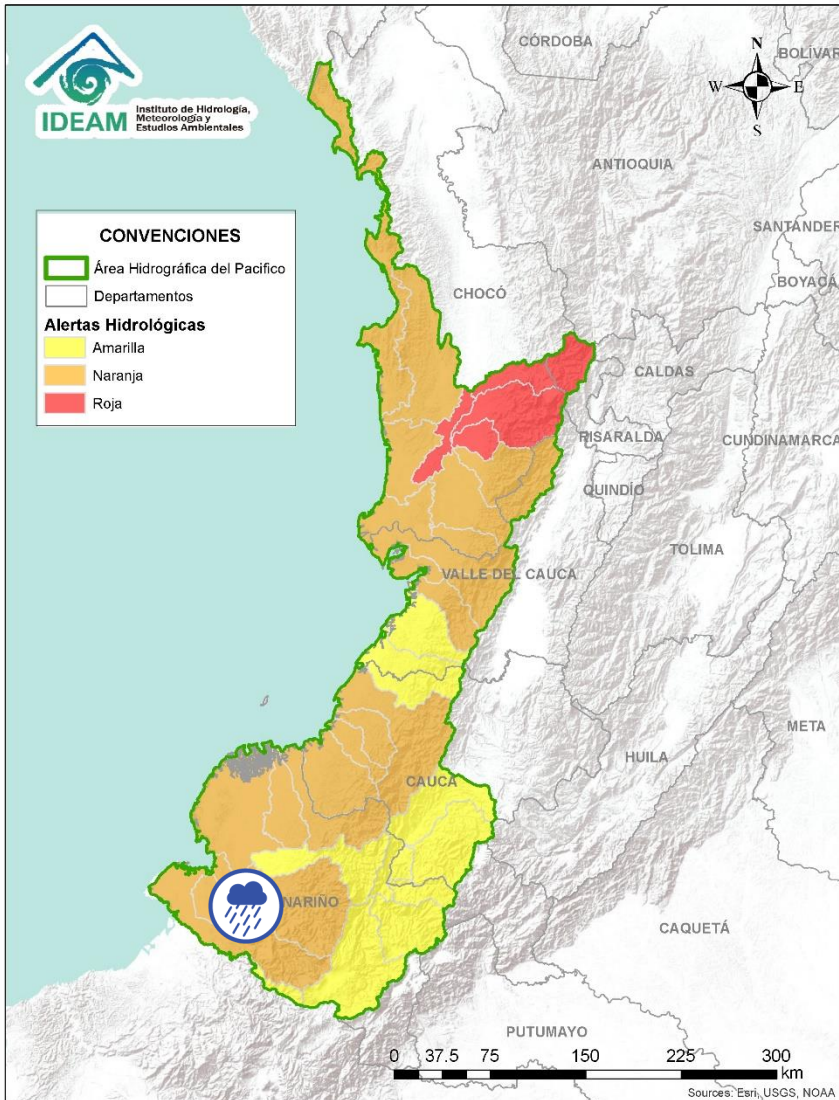 IDEAM
Instituto de Hidrología,
Meteorología y
Estudios Ambientales
CÓRDOBA
BOLÍVAR
N
W
E
S
ANTIOQUIA
SANTANDER
BOYACÁ
CONVENCIONES
Área Hidrográfica del Pacifico
Departamentos
Alertas Hidrológicas
Amarilla
Naranja
Roja
CHOCÓ
CALDAS
RISARALDA
CUNDINAMARCA
QUINDÍO
TOLIMA
VALLE DEL CAUCA
META
HUILA
CAUCA
NARIÑO
CAQUETÁ
PUTUMAYO
0 37.5 75 150 225 300
km
Sources: Esri, USGS, NOAA